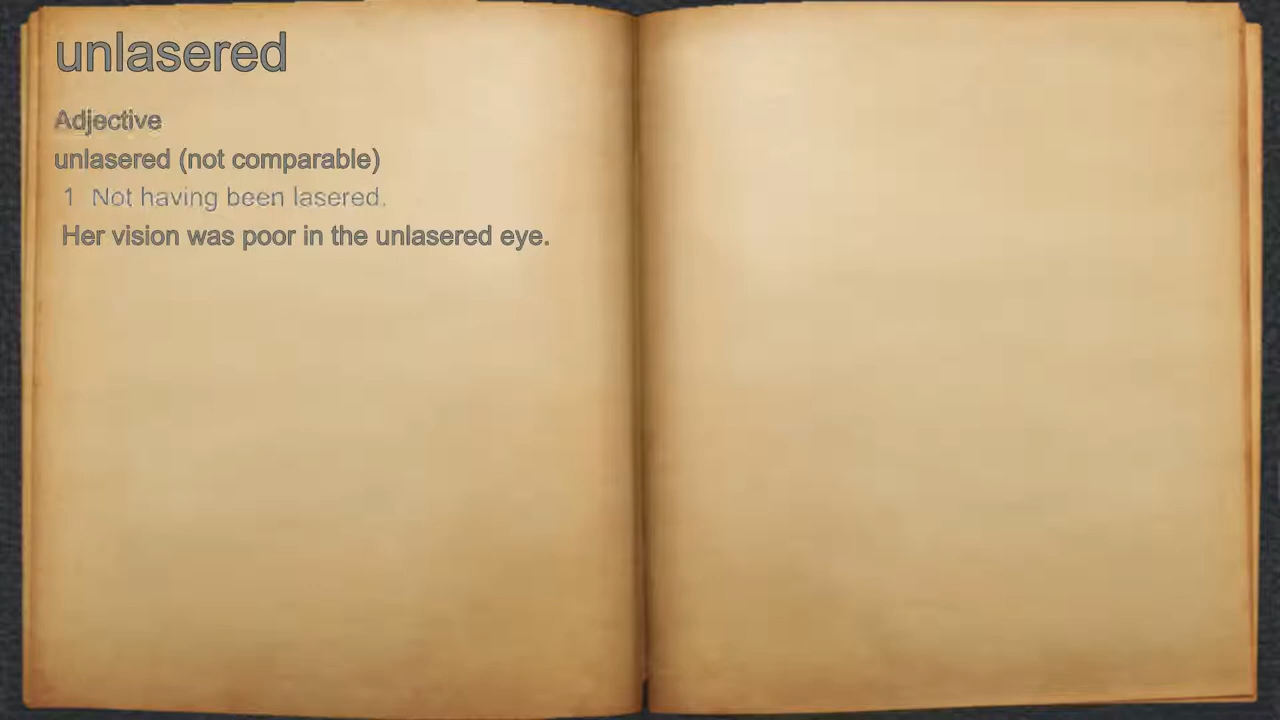 unlasered
Adjective
unlasered (not comparable)
1 Not having been lasered.
Her vision was poor in the unlasered eye.